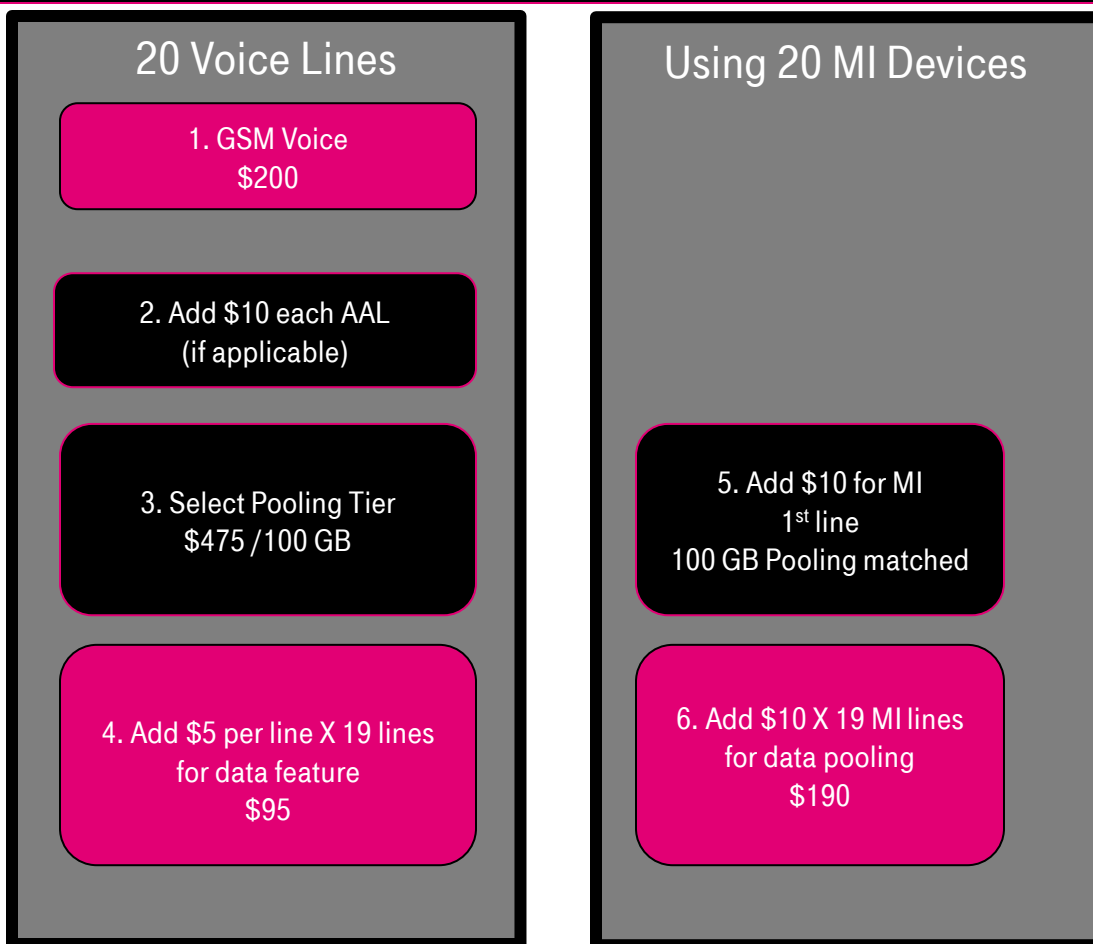 20 Voice Lines
1. GSM Voice
$200
2. Add $10 each AAL
(if applicable)
3. Select Pooling Tier
$475 /100 GB
4. Add $5 per line X 19 lines
for data feature
$95
Using 20 MI Devices
5. Add $10 for MI
1st line
100 GB Pooling matched
6. Add $10 X 19 MI lines
for data pooling
$190